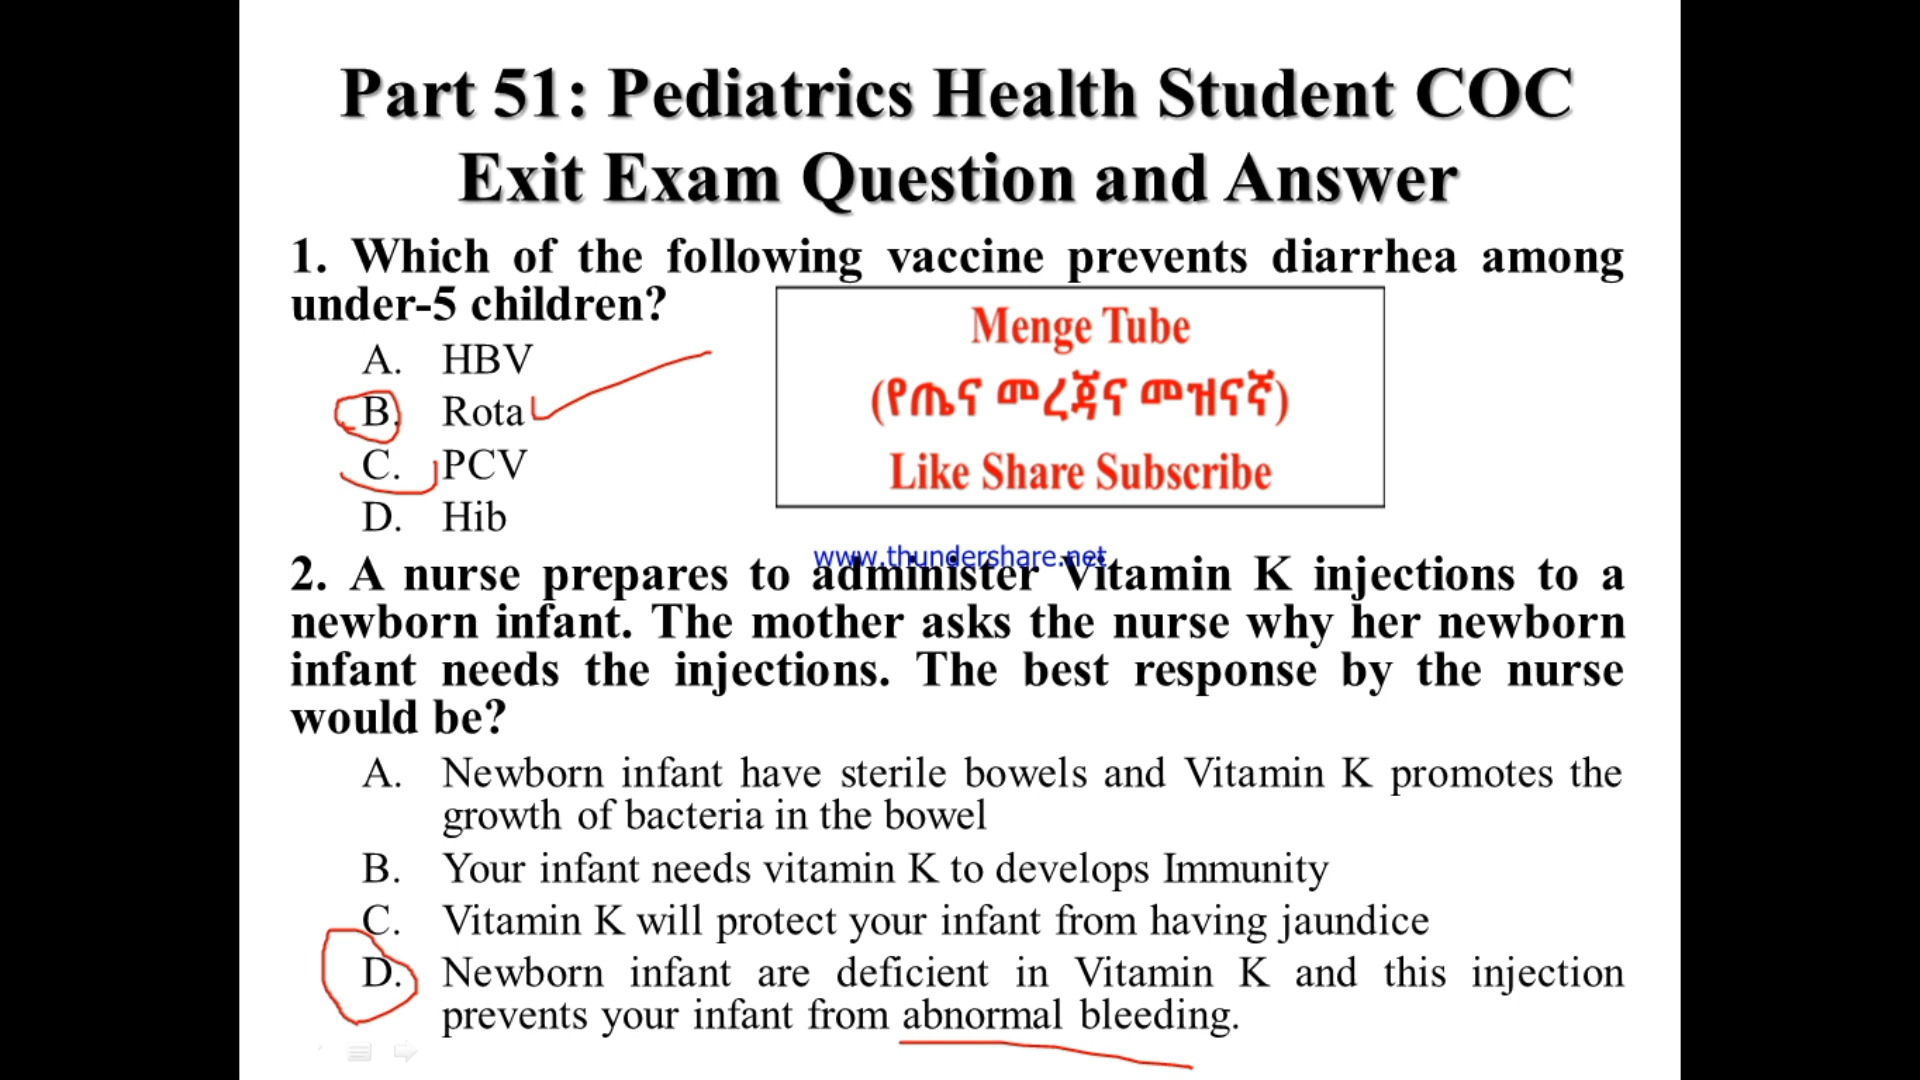 Part 51: Pediatrics Health Student COC
Exit Exam Question and Answer
1. Which of the following vaccine prevents diarrhea among
under-5 children?
A. HBV
B. Rota
C. PCV
D. Hib
Menge Tube
(የጤና መረጃና መዝናኛ)
Like Share Subscribe
www.thundershare.net
2. A nurse prepares to administer Vitamin K injections to a
newborn infant. The mother asks the nurse why her newborn
infant needs the injections. The best response by the nurse
would be?
A. Newborn infant have sterile bowels and Vitamin K promotes the
growth of bacteria in the bowel
B. Your infant needs vitamin K to develops Immunity
C. Vitamin K will protect your infant from having jaundice
D. Newborn infant are deficient in Vitamin K and this injection
prevents your infant from abnormal bleeding.